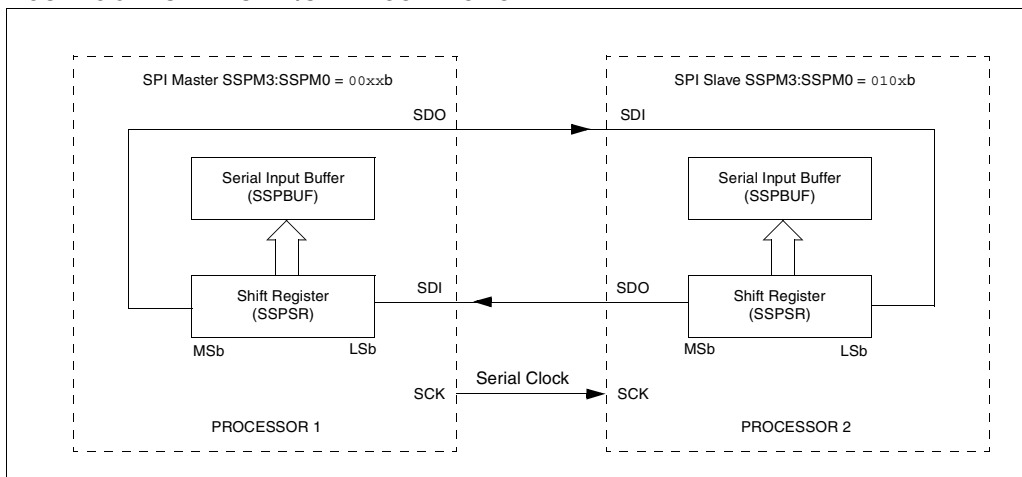 SPI Master SSPM3:SSPM0 = 00xxb
SDO
Serial Input Buffer
(SSPBUF)
Shift Register
(SSPSR)
MSb
LSb
SDI
SCK
PROCESSOR 1
Serial Clock
SPI Slave SSPM3:SSPM0 = 010xb
SDI
Serial Input Buffer
(SSPBUF)
SDO
Shift Register
(SSPSR)
MSb
LSb
SCK
PROCESSOR 2